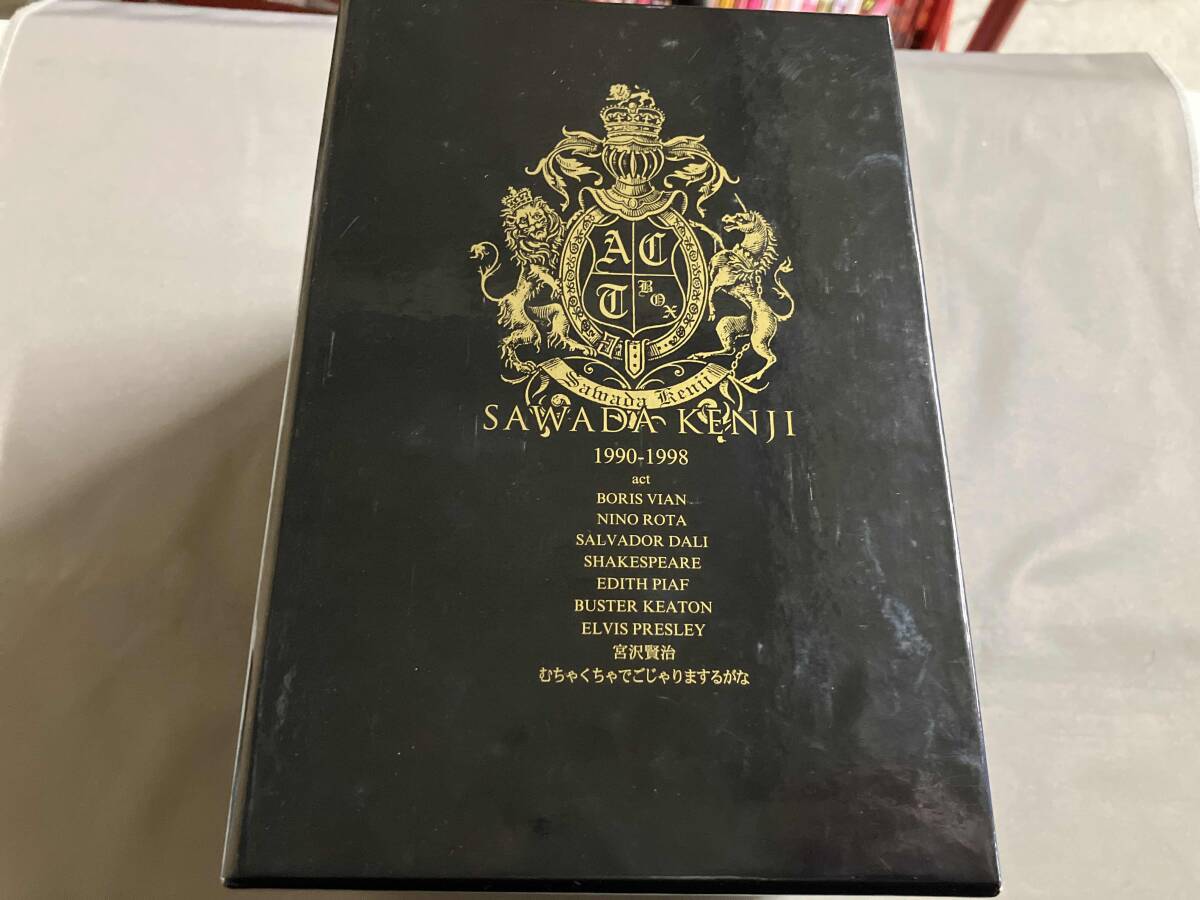 A C
T BOX
Sawada Kenji
SAWADA KENJI
1990-1998
act
BORIS VIAN
NINO ROTA
SALVADOR DALI
SHAKESPEARE
EDITH PIAF
BUSTER KEATON
ELVIS PRESLEY
宮沢賢治
むちゃくちゃでごじゃりまするがな